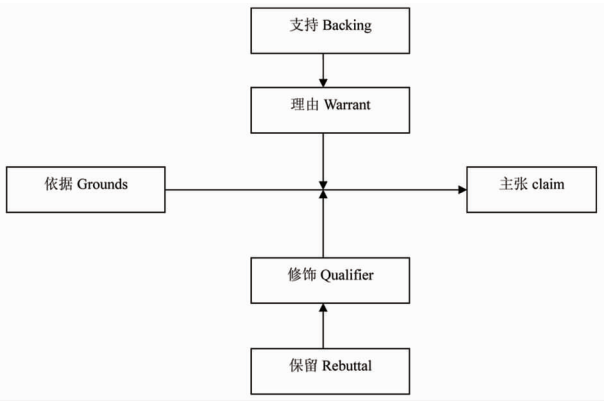 支持 Backing
理由 Warrant
依据 Grounds
主张 claim
修饰 Qualifier
保留 Rebuttal